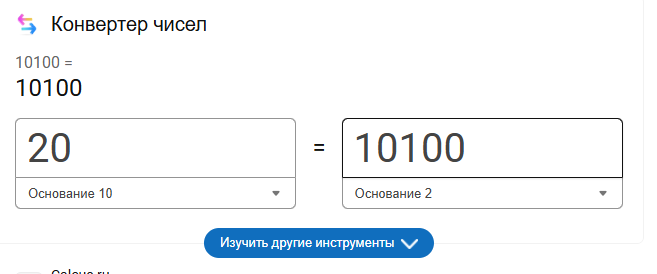 Конвертер чисел
10100 =
10100
20 = 10100
Основание 10 Основание 2
Изучить другие инструменты